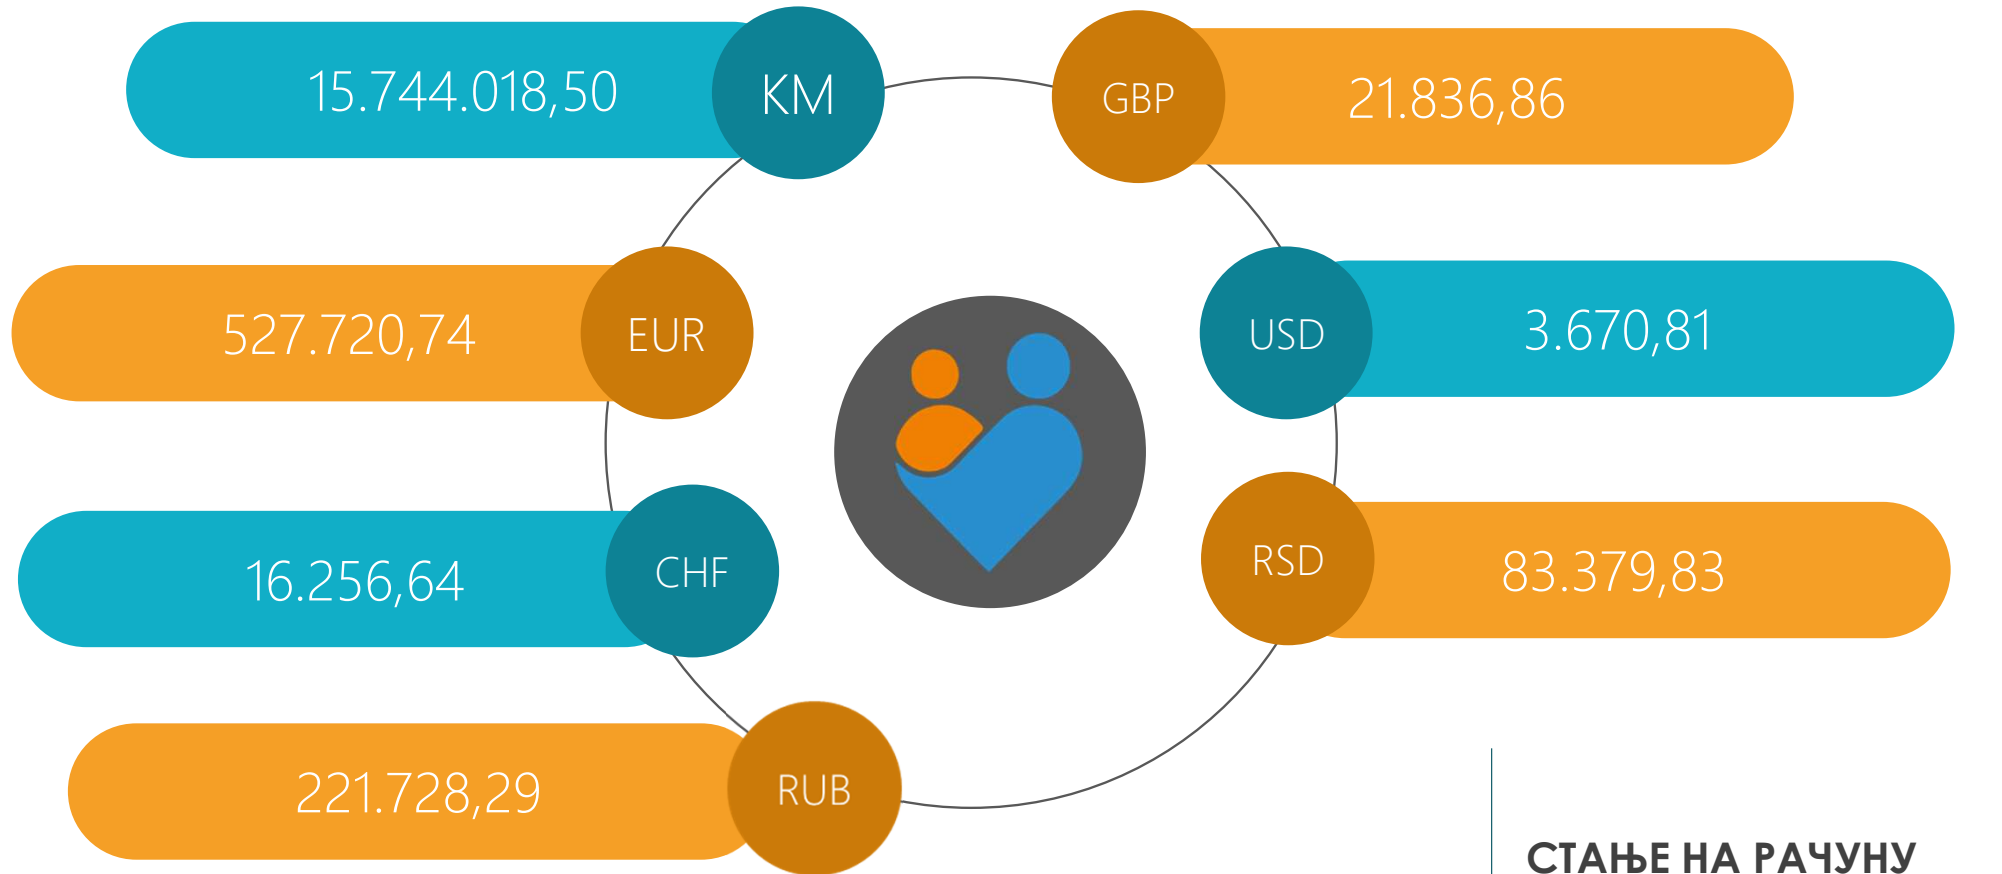 15.744.018,50 KM
GBP 21.836,86
527.720,74 EUR
USD 3.670,81
16.256,64 CHF
RSD 83.379,83
221.728,29 RUB
СТАЊЕ НА РАЧУНУ